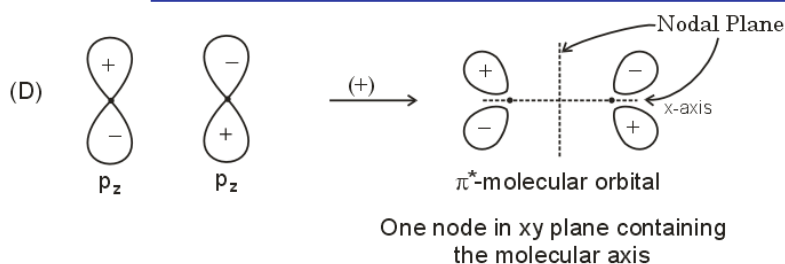 Nodal Plane
(D)
+ − (+) + −
− + − +
x-axis
p_z p_z π*-molecular orbital
One node in xy plane containing
the molecular axis